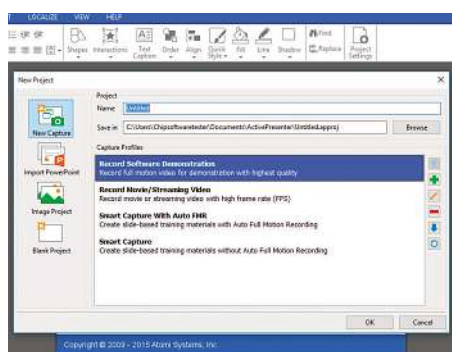 LOCALIZE VIEW HELP
Shapes Interactions Text Caption Order Align Quick Style Fill Line Shadow Find Replace Project Settings
New Project
Project
Name Untitled
Save in C:\Users\Chipsoftwaretester\Documents\ActivePresenter\Untitled.approj Browse
Capture Profiles
New Capture
Import PowerPoint
Image Project
Blank Project
Record Software Demonstration
Record full motion video for demonstration with highest quality
Record Movie/Streaming Video
Record movie or streaming video with high frame rate (FPS)
Smart Capture With Auto FMR
Create slide-based training materials with Auto Full Motion Recording
Smart Capture
Create slide-based training materials without Auto Full Motion Recording
OK Cancel
Copyright © 2009 - 2015 Atomi Systems, Inc.